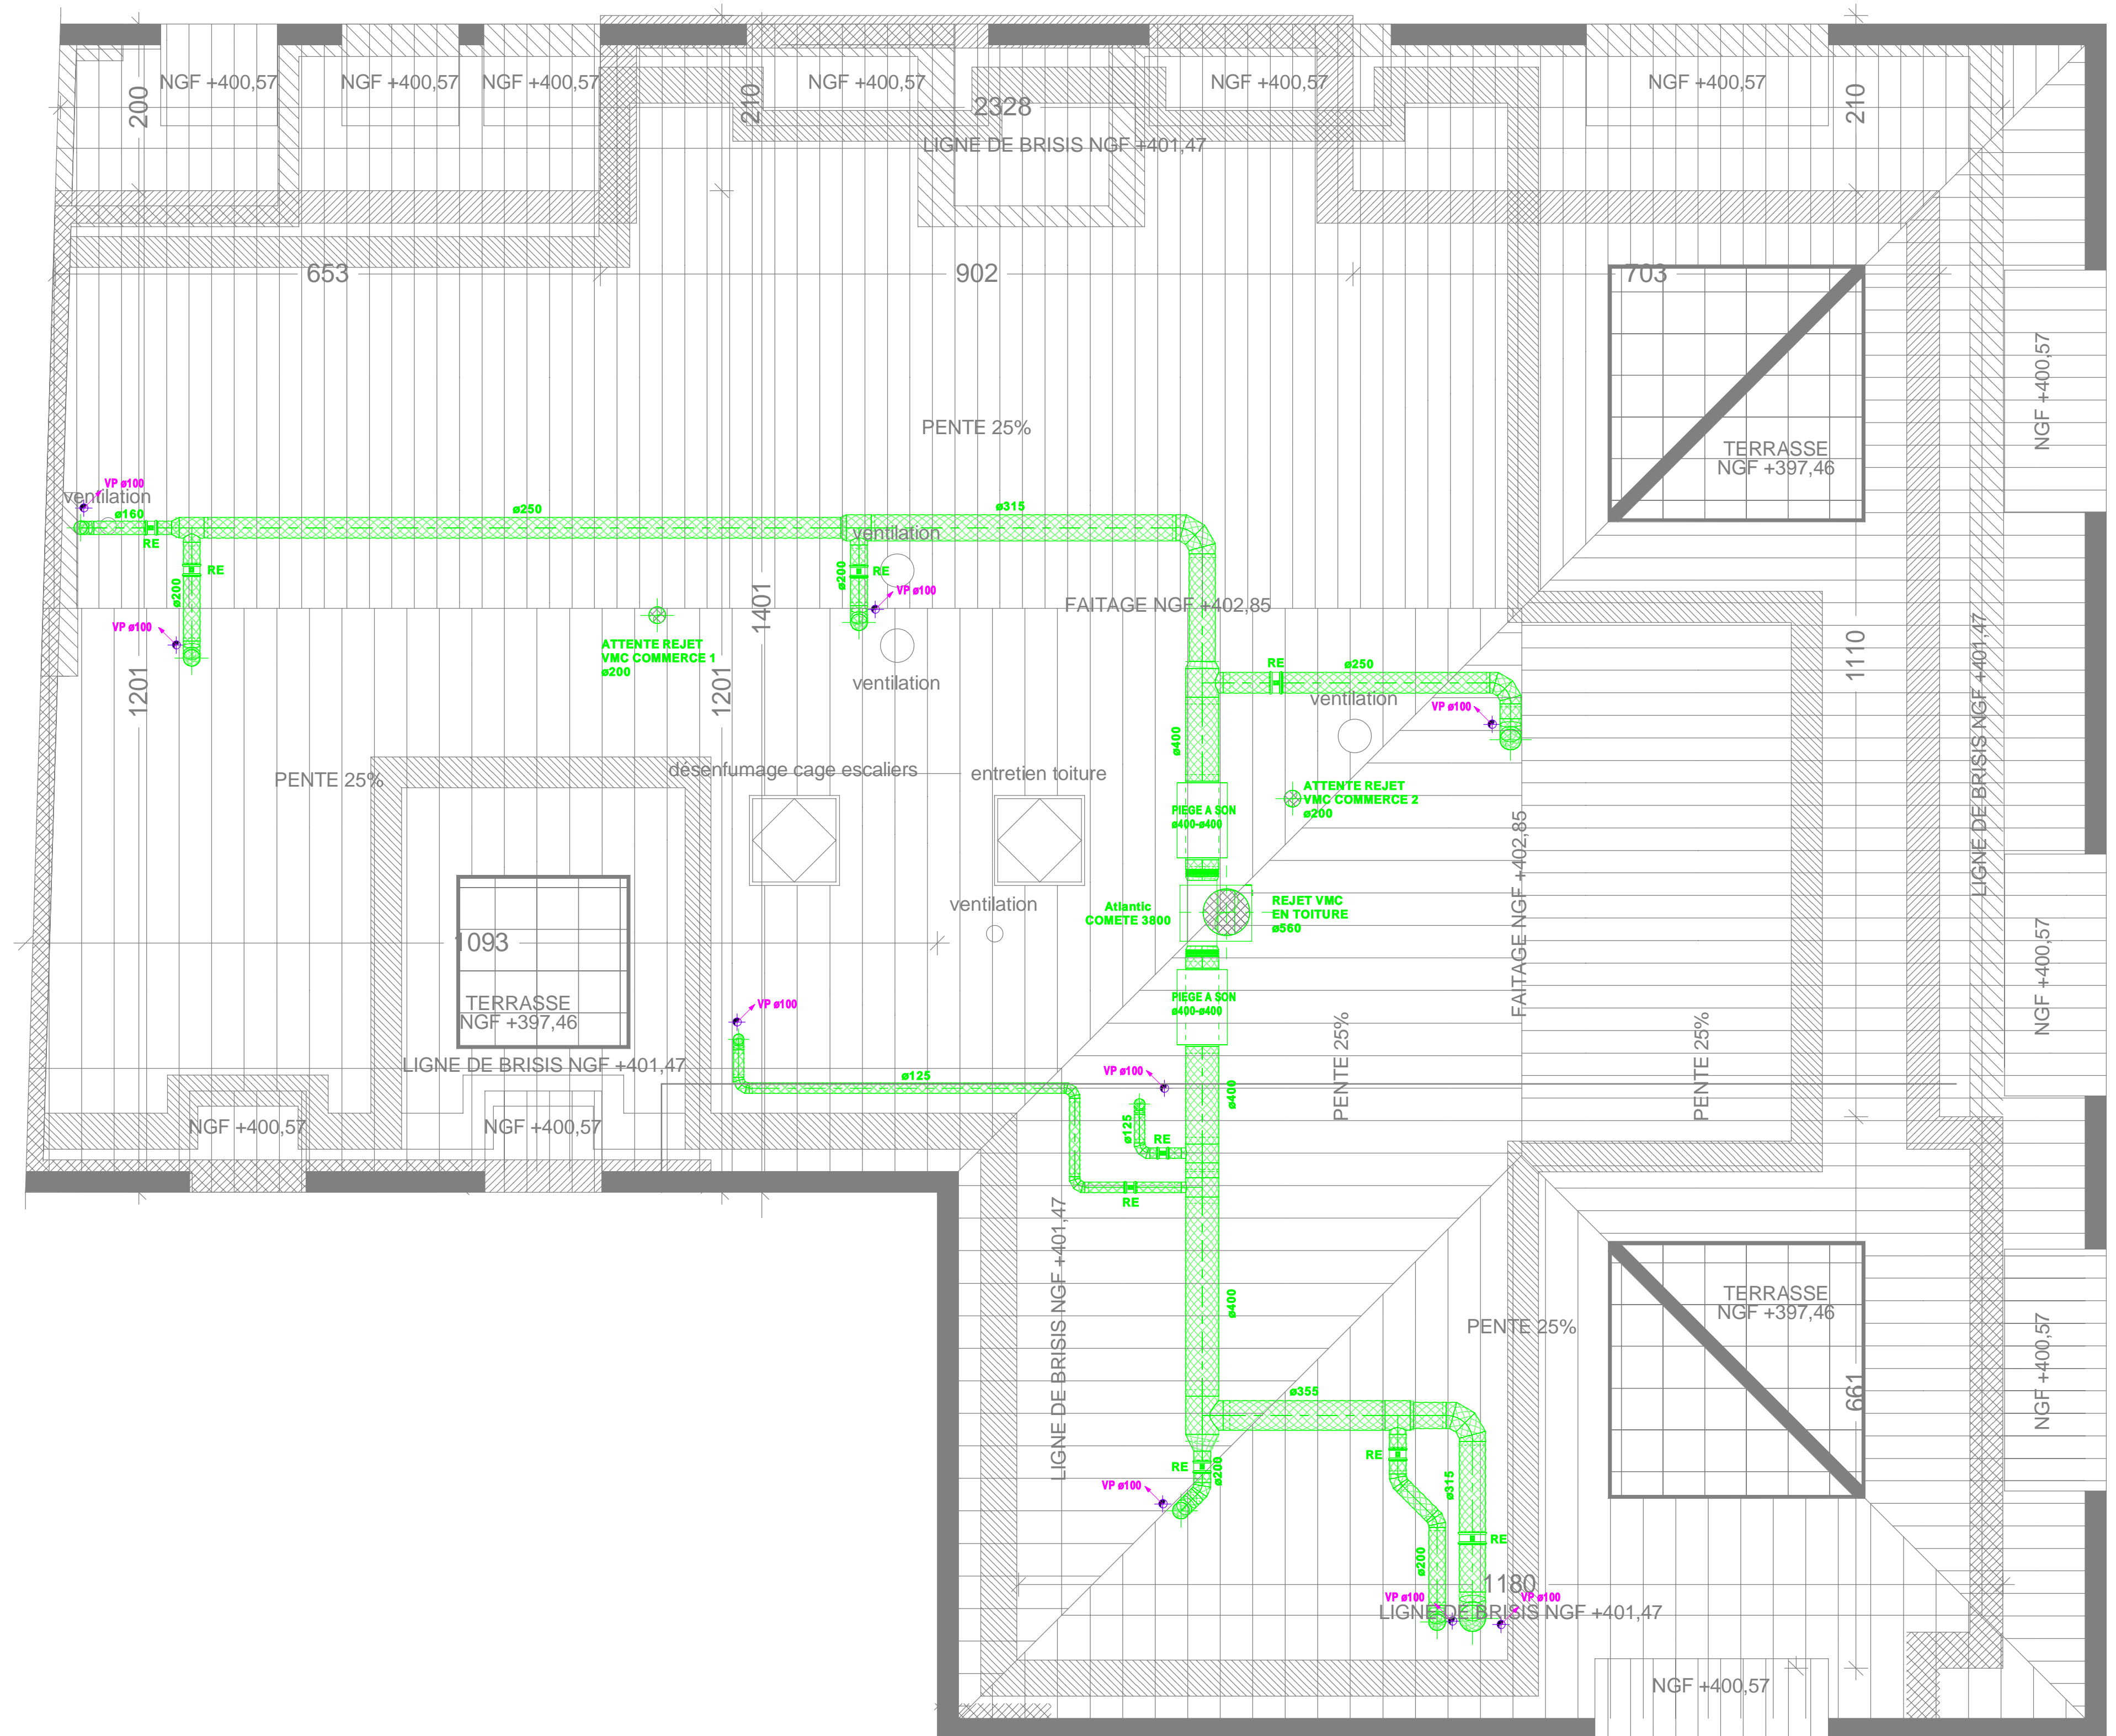 NGF +400,57
NGF +400,57
NGF +400,57
NGF +400,57
NGF +400,57
NGF +400,57
200
210
2328
210
LIGNE DE BRISIS NGF +401,47
653
902
703
NGF +400,57
PENTE 25%
TERRASSE
NGF +397,46
VP ø100
ventilation
ø160
RE
ø250
ø315
ventilation
RE
ø200
ø200
RE
VP ø100
VP ø100
FAITAGE NGF +402,85
1401
ATTENTE REJET
VMC COMMERCE 1
ø200
1201
1201
ventilation
RE
ø250
ventilation
VP ø100
1110
LIGNE DE BRISIS NGF +401,47
ø400
PENTE 25%
désenfumage cage escaliers
entretien toiture
ATTENTE REJET
VMC COMMERCE 2
ø200
PIEGE A SON
ø400-ø400
FAITAGE NGF +402,85
ventilation
Atlantic
COMETE 3800
REJET VMC
EN TOITURE
ø560
1093
NGF +400,57
TERRASSE
NGF +397,46
VP ø100
PIEGE A SON
ø400-ø400
LIGNE DE BRISIS NGF +401,47
ø125
VP ø100
ø400
PENTE 25%
PENTE 25%
NGF +400,57
NGF +400,57
ø125
RE
RE
LIGNE DE BRISIS NGF +401,47
ø400
PENTE 25%
TERRASSE
NGF +397,46
661
NGF +400,57
ø355
RE
ø200
VP ø100
RE
ø315
RE
ø200
1180
VP ø100
VP ø100
LIGNE DE BRISIS NGF +401,47
NGF +400,57